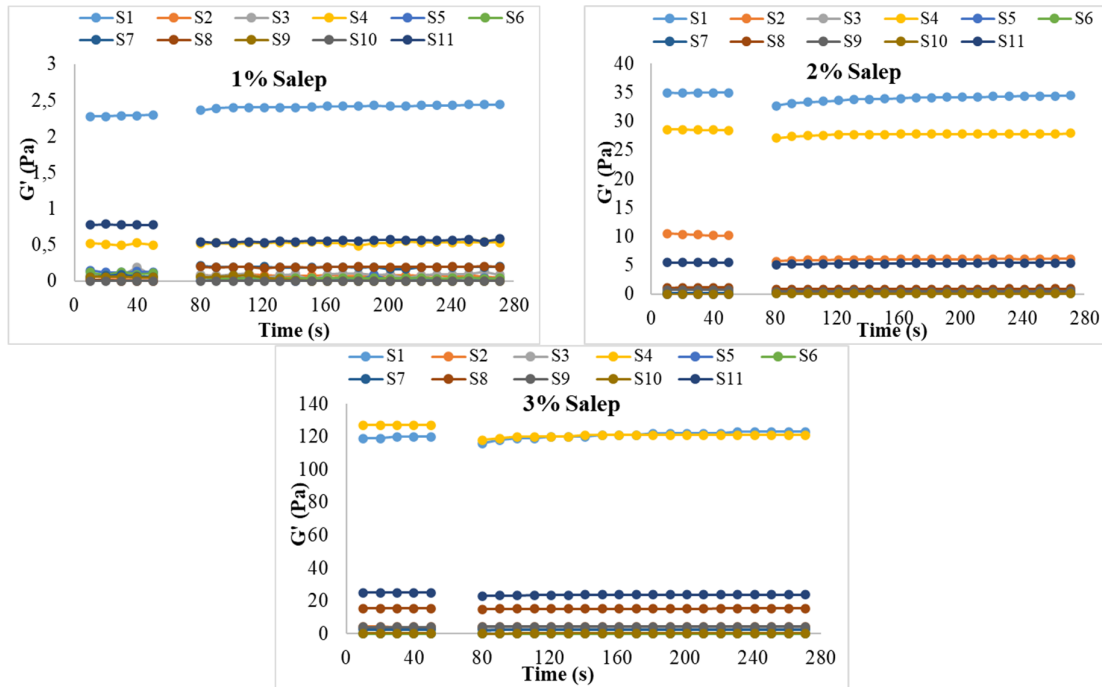 S1 S2 S3 S4 S5 S6
S7 S8 S9 S10 S11
1% Salep
G' (Pa)
3
2.5
2
1,5
1
0,5
0
0 40 80 120 160 200 240 280
Time (s)
S1 S2 S3 S4 S5 S6
S7 S8 S9 S10 S11
2% Salep
G' (Pa)
40
35
30
25
20
15
10
5
0
0 40 80 120 160 200 240 280
Time (s)
S1 S2 S3 S4 S5 S6
S7 S8 S9 S10 S11
3% Salep
G' (Pa)
140
120
100
80
60
40
20
0
0 40 80 120 160 200 240 280
Time (s)